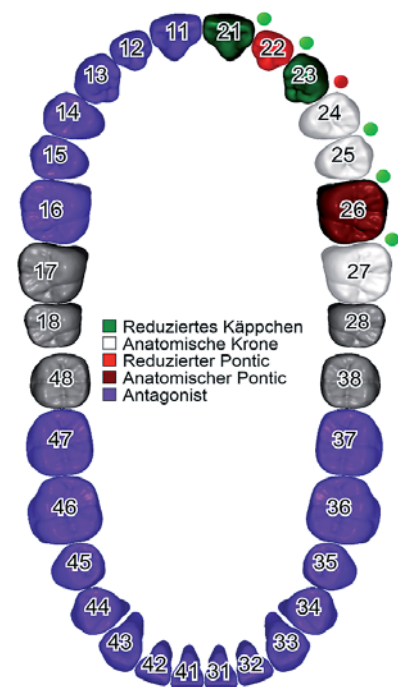 11 21
12 22
13 23
14 24
15 25
16 26
17 27
18 28
Reduziertes Käppchen
Anatomische Krone
Reduzierter Pontic
Anatomischer Pontic
Antagonist
48 38
47 37
46 36
45 35
44 34
43 33
42 41 31 32